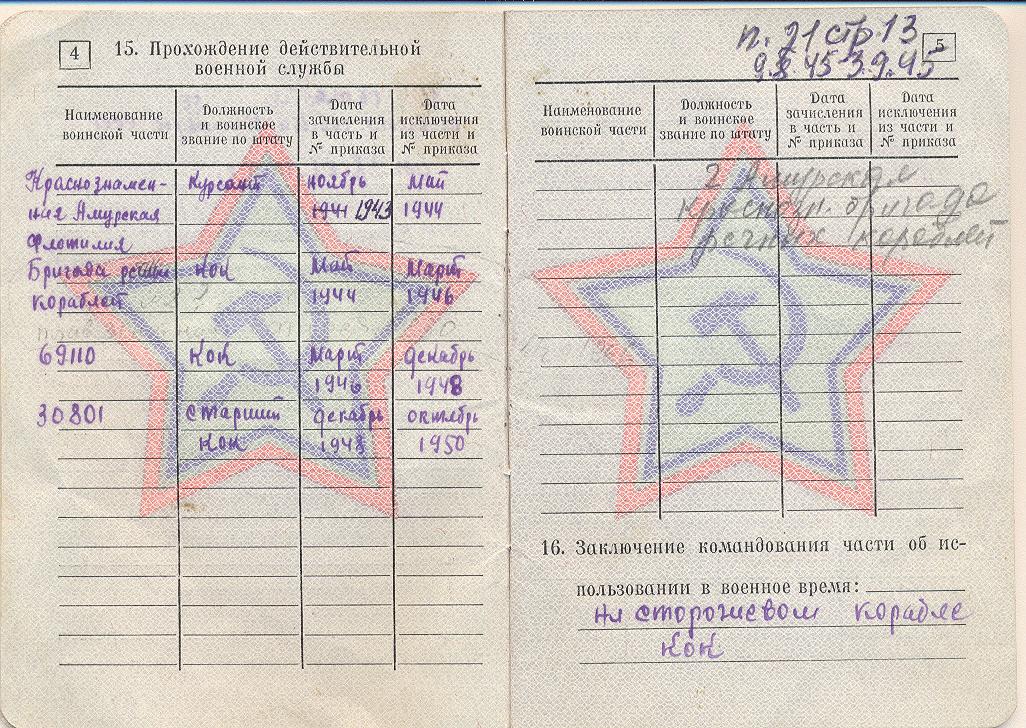 4
15. Прохождение действительной
военной службы
Наименование
воинской части
Должность
и воинское
звание по штату
Дата
зачисления
в часть и
№ приказа
Дата
исключения
из части и
№ приказа
Краснознамен- Курсант ноябрь Май
ная Амурская 1941 1943 1944
Флотилия
Бригада речных Кок Май Март
кораблей 1944 1946
69110 Кок Март декабрь
1946 1948
30801 старший декабрь октябрь
Кок 1948 1950
п. 21 стр. 13
5
9.8.45-3.9.45
Наименование
воинской части
Должность
и воинское
звание по штату
Дата
зачисления
в часть и
№ приказа
Дата
исключения
из части и
№ приказа
2 Амурская
краснозн. бригада
речных кораблей
16. Заключение командования части об ис-
пользовании в военное время:
на сторожевом корабле
Кок